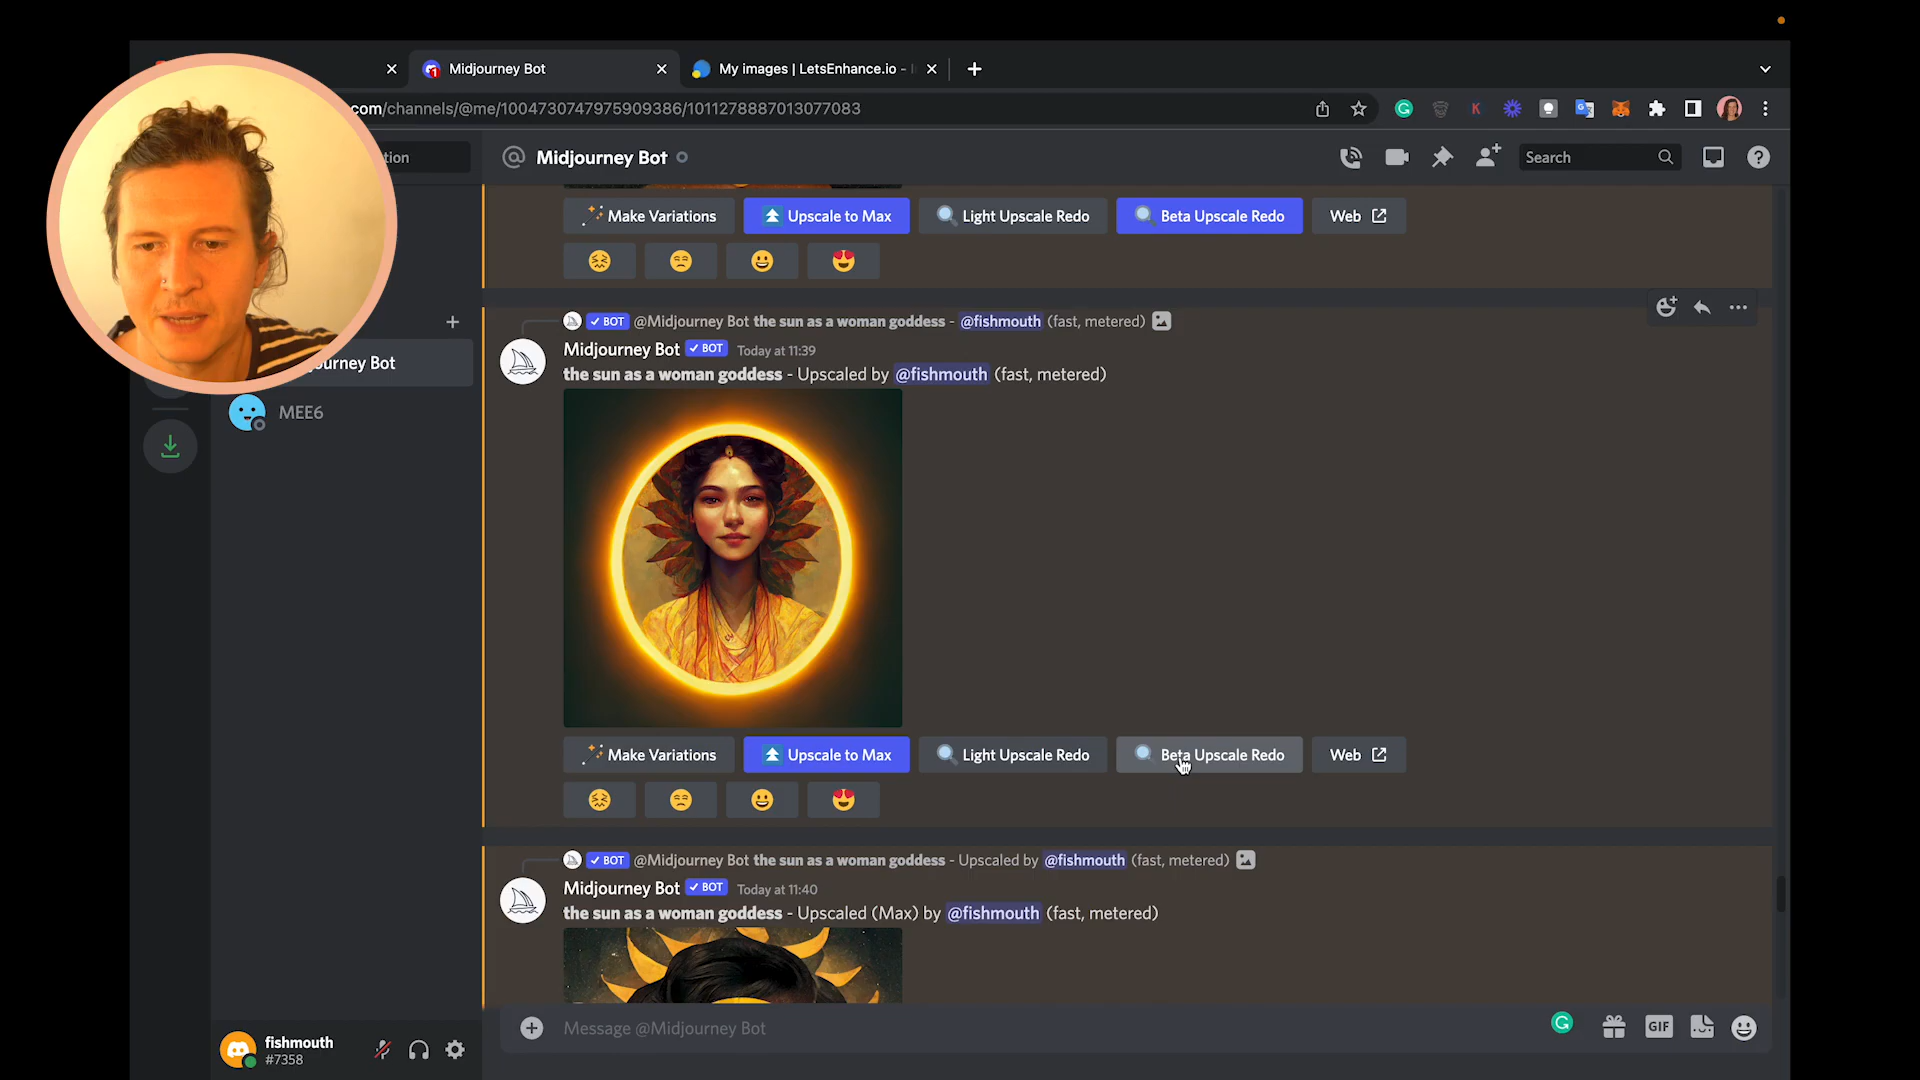 Midjourney Bot
My images | LetsEnhance.io -
com/channels/@me/1004730747975909386/1011278887013077083
tion
Midjourney Bot
Search
Make Variations
Upscale to Max
Light Upscale Redo
Beta Upscale Redo
Web
BOT @Midjourney Bot the sun as a woman goddess - @fishmouth (fast, metered)
Midjourney Bot BOT Today at 11:39
the sun as a woman goddess - Upscaled by @fishmouth (fast, metered)
journey Bot
MEE6
Make Variations
Upscale to Max
Light Upscale Redo
Beta Upscale Redo
Web
BOT @Midjourney Bot the sun as a woman goddess - Upscaled by @fishmouth (fast, metered)
Midjourney Bot BOT Today at 11:40
the sun as a woman goddess - Upscaled (Max) by @fishmouth (fast, metered)
Message @Midjourney Bot
GIF
fishmouth
#7358